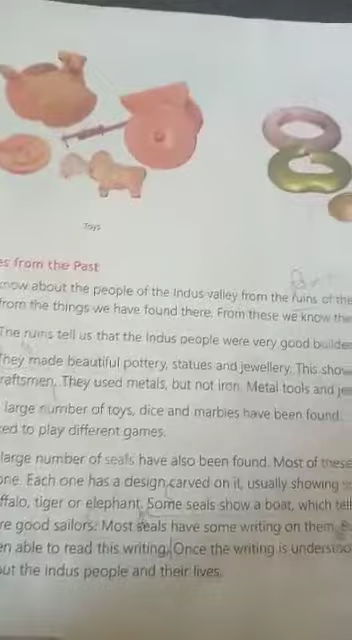 Toys
es from the Past
know about the people of the Indus valley from the ruins of the
from the things we have found there. From these we know the
The ruins tell us that the Indus people were very good builde
They made beautiful pottery, statues and jewellery. This show
raftsmen. They used metals, but not iron. Metal tools and je
large number of toys, dice and marbles have been found.
ed to play different games.
large number of seals have also been found. Most of these
one. Each one has a design carved on it, usually showing
ffalo, tiger or elephant. Some seals show a boat, which tell
re good sailors. Most seals have some writing on them.
en able to read this writing. Once the writing is understoo
out the Indus people and their lives.